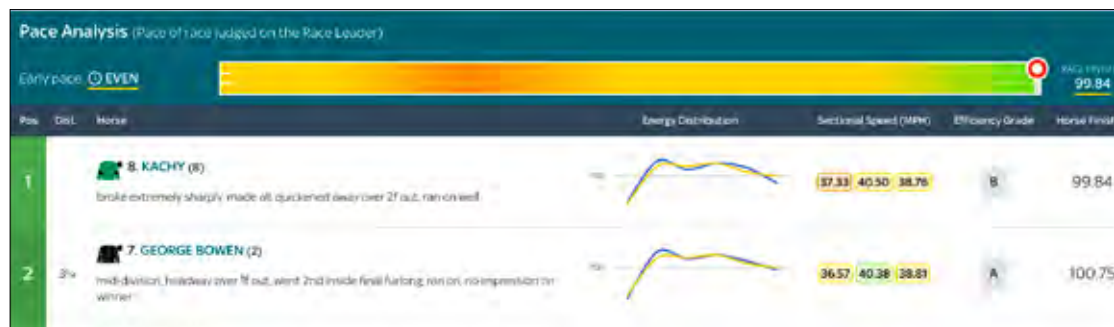 Pace Analysis (Pace of race judged on the Race Leader)
Early pace EVEN
99.84
Pos Dist. Horse Energy Distribution Sectional Speed (MPH) Efficiency Grade Horse Finish
1 8. KACHY (8) 37.33 40.50 38.76 B 99.84
broke extremely sharply, made all, quickened away over 2f out, ran on well
2 7. GEORGE BOWEN (2) 36.57 40.38 38.81 A 100.75
mid-division, headway over 1f out, went 2nd inside final furlong, ran on, no impression on
winner